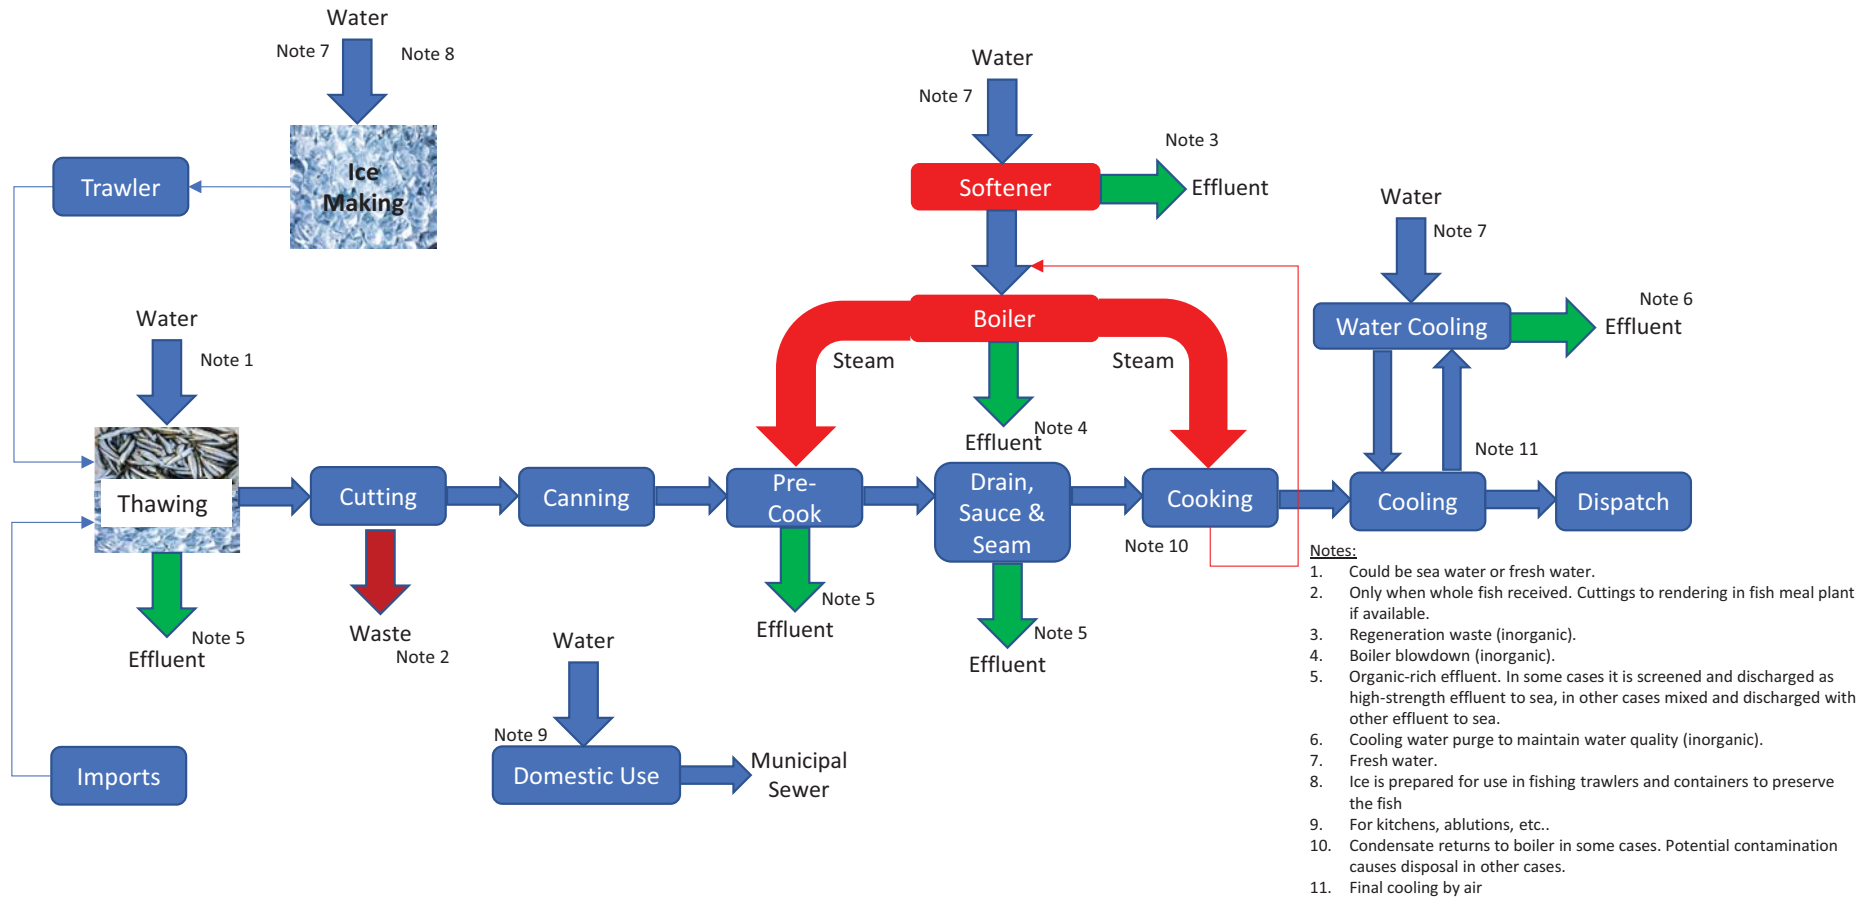 Water
Note 7
Note 8
Ice
Making
Trawler
Water
Note 7
Note 3
Softener
Effluent
Water
Note 7
Note 6
Water Cooling
Effluent
Boiler
Steam
Steam
Water
Note 1
Note 4
Effluent
Note 11
Thawing
Cutting
Canning
Pre-
Cook
Drain,
Sauce &
Seam
Cooking
Cooling
Dispatch
Note 10
Note 5
Effluent
Waste
Note 2
Note 5
Effluent
Note 5
Effluent
Water
Note 9
Domestic Use
Municipal
Sewer
Imports
Notes:
1. Could be sea water or fresh water.
2. Only when whole fish received. Cuttings to rendering in fish meal plant
if available.
3. Regeneration waste (inorganic).
4. Boiler blowdown (inorganic).
5. Organic-rich effluent. In some cases it is screened and discharged as
high-strength effluent to sea, in other cases mixed and discharged with
other effluent to sea.
6. Cooling water purge to maintain water quality (inorganic).
7. Fresh water.
8. Ice is prepared for use in fishing trawlers and containers to preserve
the fish
9. For kitchens, ablutions, etc..
10. Condensate returns to boiler in some cases. Potential contamination
causes disposal in other cases.
11. Final cooling by air